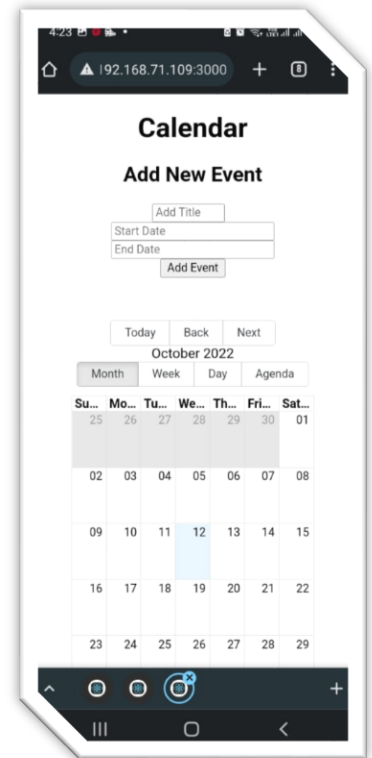 4:23
192.168.71.109:3000 + 8
Calendar
Add New Event
Add Title
Start Date
End Date
Add Event
Today Back Next
October 2022
Month Week Day Agenda
Su... Mo... Tu... We... Th... Fri... Sat...
25 26 27 28 29 30 01
02 03 04 05 06 07 08
09 10 11 12 13 14 15
16 17 18 19 20 21 22
23 24 25 26 27 28 29